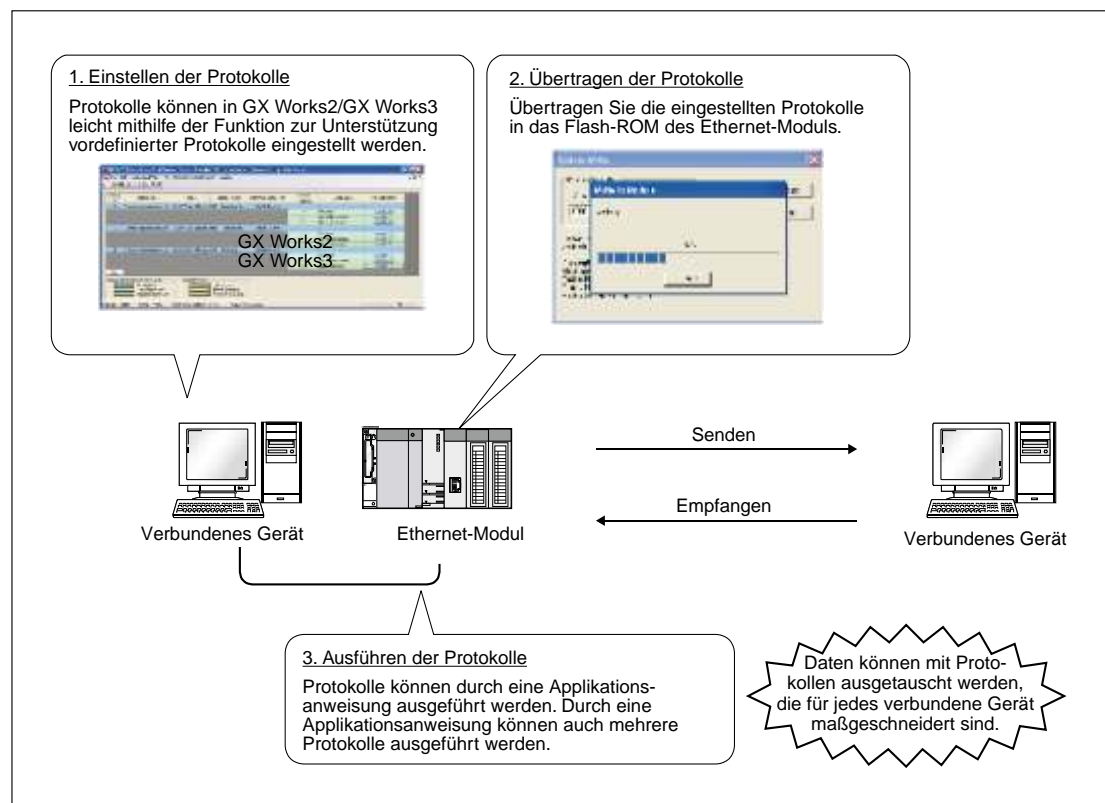 1. Einstellen der Protokolle
Protokolle können in GX Works2/GX Works3
leicht mithilfe der Funktion zur Unterstützung
vordefinierter Protokolle eingestellt werden.
GX Works2
GX Works3
2. Übertragen der Protokolle
Übertragen Sie die eingestellten Protokolle
in das Flash-ROM des Ethernet-Moduls.
Senden
Empfangen
Verbundenes Gerät
Ethernet-Modul
Verbundenes Gerät
3. Ausführen der Protokolle
Protokolle können durch eine Applikations-
anweisung ausgeführt werden. Durch eine
Applikationsanweisung können auch mehrere
Protokolle ausgeführt werden.
Daten können mit Proto-
kollen ausgetauscht werden,
die für jedes verbundene Gerät
maßgeschneidert sind.